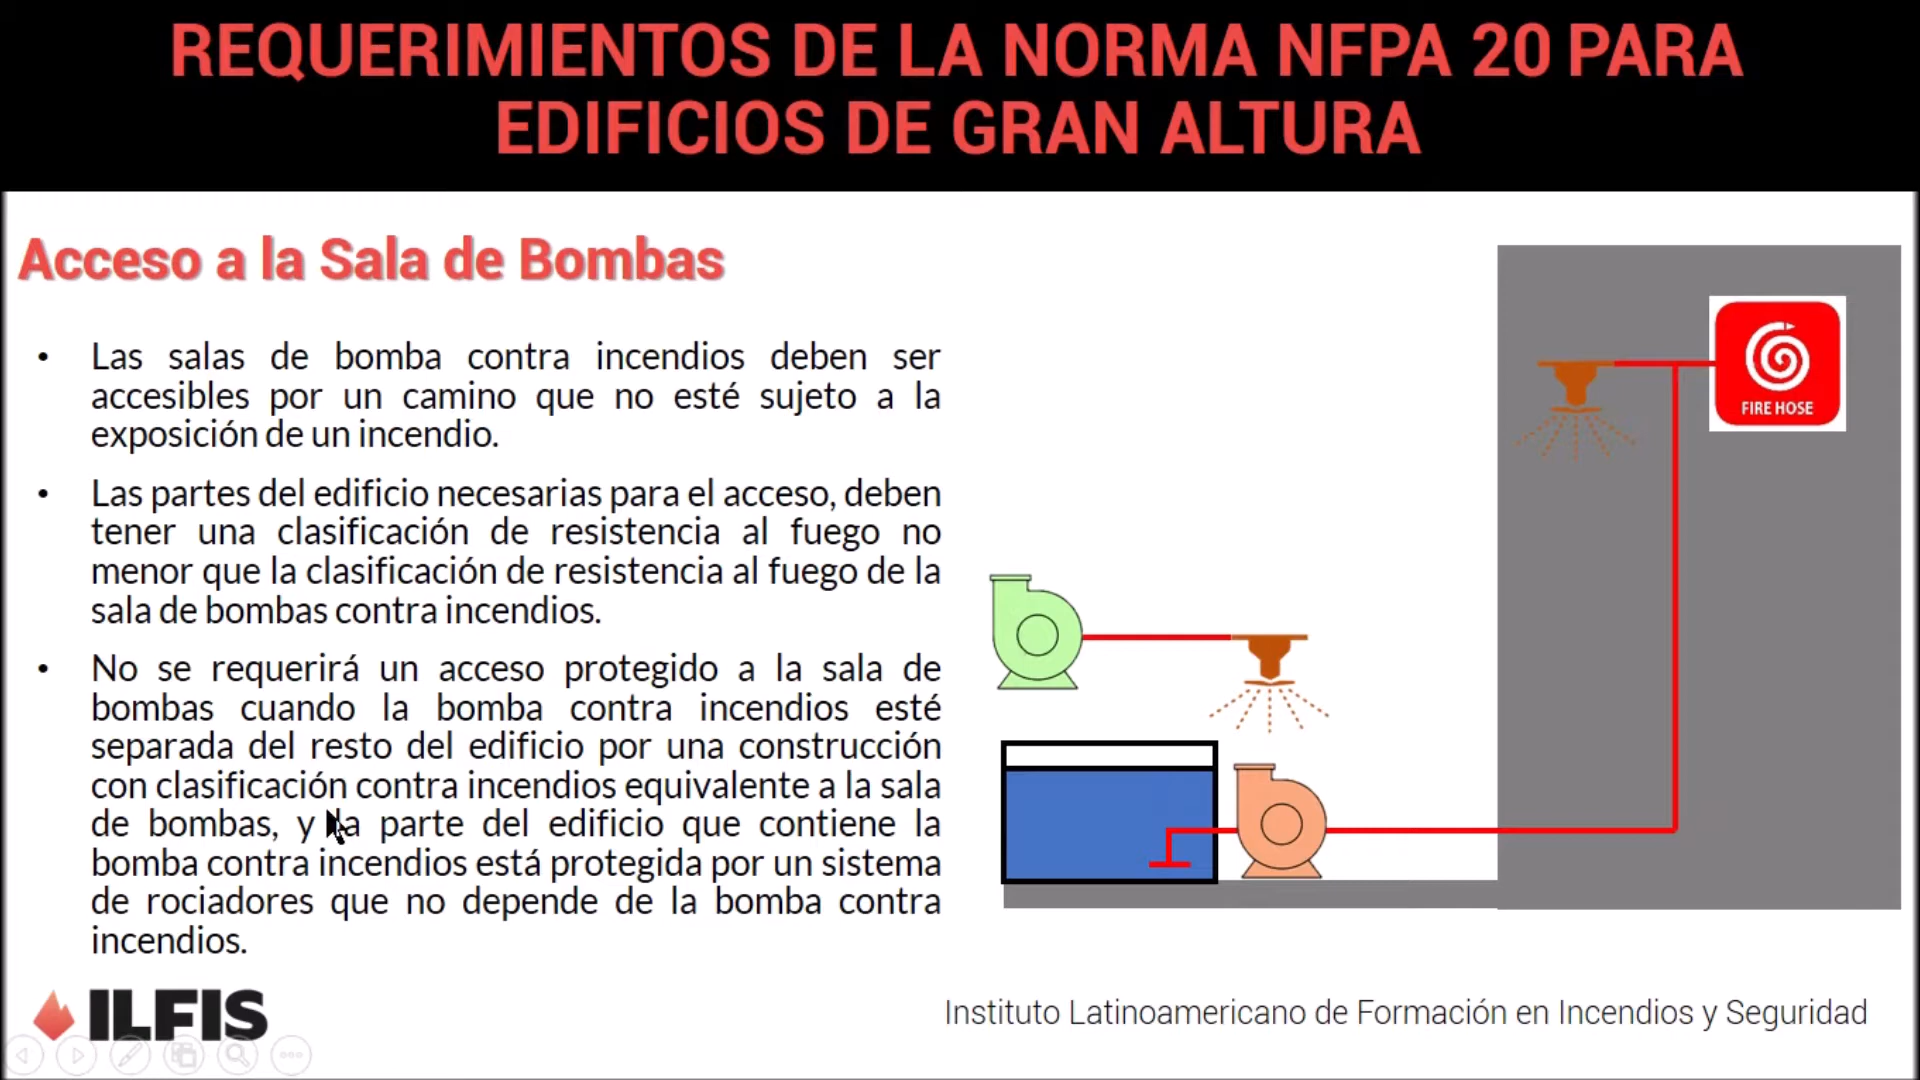 REQUERIMIENTOS DE LA NORMA NFPA 20 PARA
EDIFICIOS DE GRAN ALTURA
Acceso a la Sala de Bombas
• Las salas de bomba contra incendios deben ser
accesibles por un camino que no esté sujeto a la
exposición de un incendio.
• Las partes del edificio necesarias para el acceso, deben
tener una clasificación de resistencia al fuego no
menor que la clasificación de resistencia al fuego de la
sala de bombas contra incendios.
• No se requerirá un acceso protegido a la sala de
bombas cuando la bomba contra incendios esté
separada del resto del edificio por una construcción
con clasificación contra incendios equivalente a la sala
de bombas, y la parte del edificio que contiene la
bomba contra incendios está protegida por un sistema
de rociadores que no depende de la bomba contra
incendios.
FIRE HOSE
ILFIS
Instituto Latinoamericano de Formación en Incendios y Seguridad